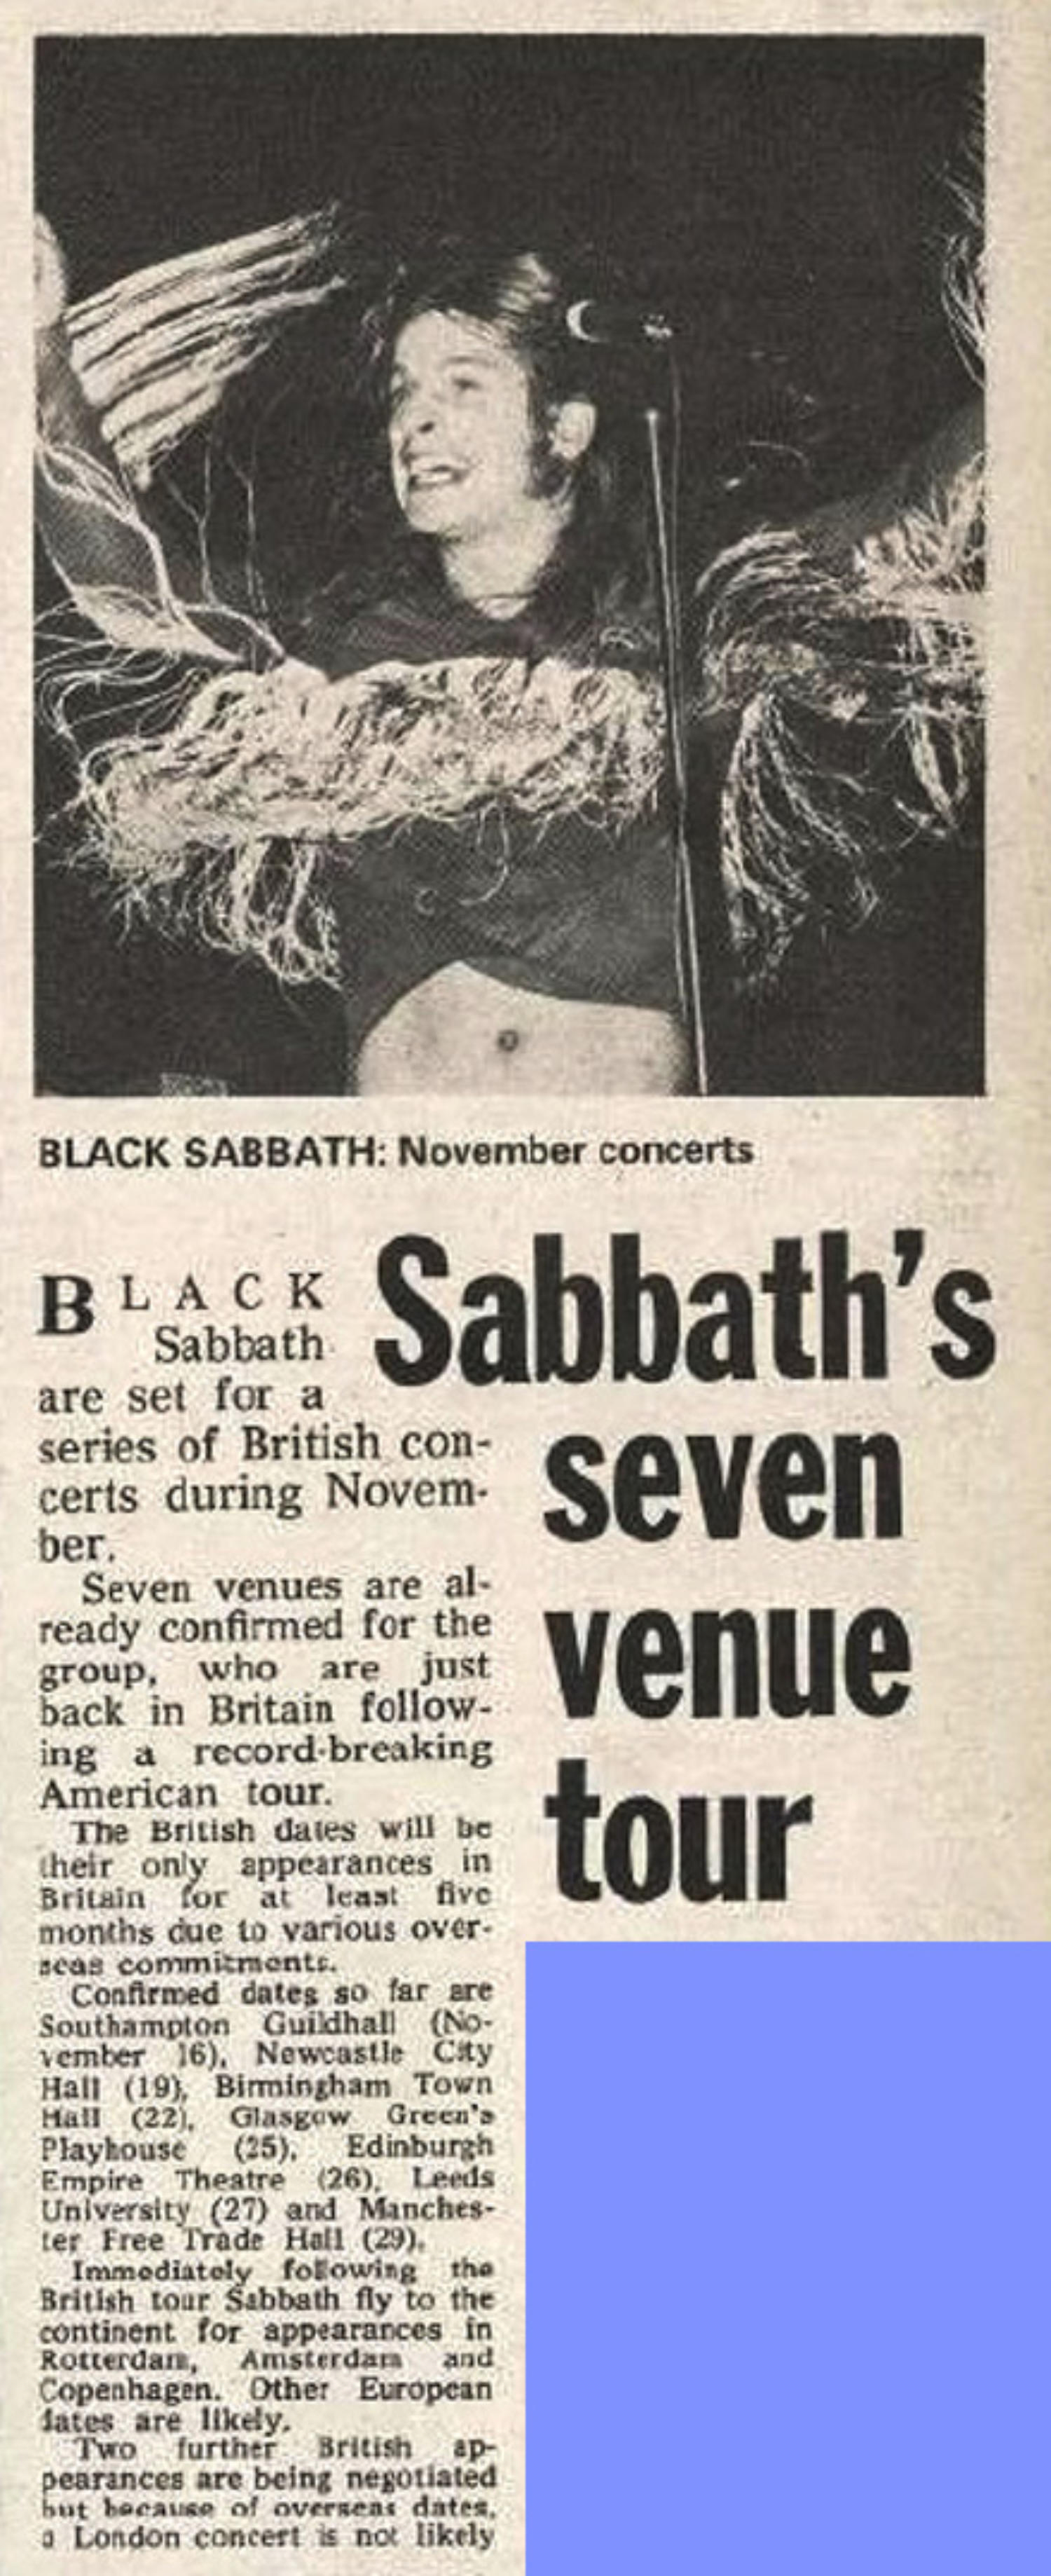 BLACK SABBATH: November concerts
Sabbath's
seven
venue
tour
BLACK
Sabbath
are set for a
series of British con-
certs during Novem-
ber.
Seven venues are al-
ready confirmed for the
group, who are just
back in Britain follow-
ing a record-breaking
American tour.
The British dates will be
their only appearances in
Britain for at least five
months due to various over-
seas commitments.
Confirmed dates so far are
Southampton Guildhall (No-
vember 16), Newcastle City
Hall (19), Birmingham Town
Hall (22), Glasgow Green's
Playhouse (25), Edinburgh
Empire Theatre (26), Leeds
University (27) and Manches-
ter Free Trade Hall (29).
Immediately following the
British tour Sabbath fly to the
continent for appearances in
Rotterdam, Amsterdam and
Copenhagen. Other European
dates are likely.
Two further British ap-
pearances are being negotiated
but because of overseas dates,
a London concert is not likely